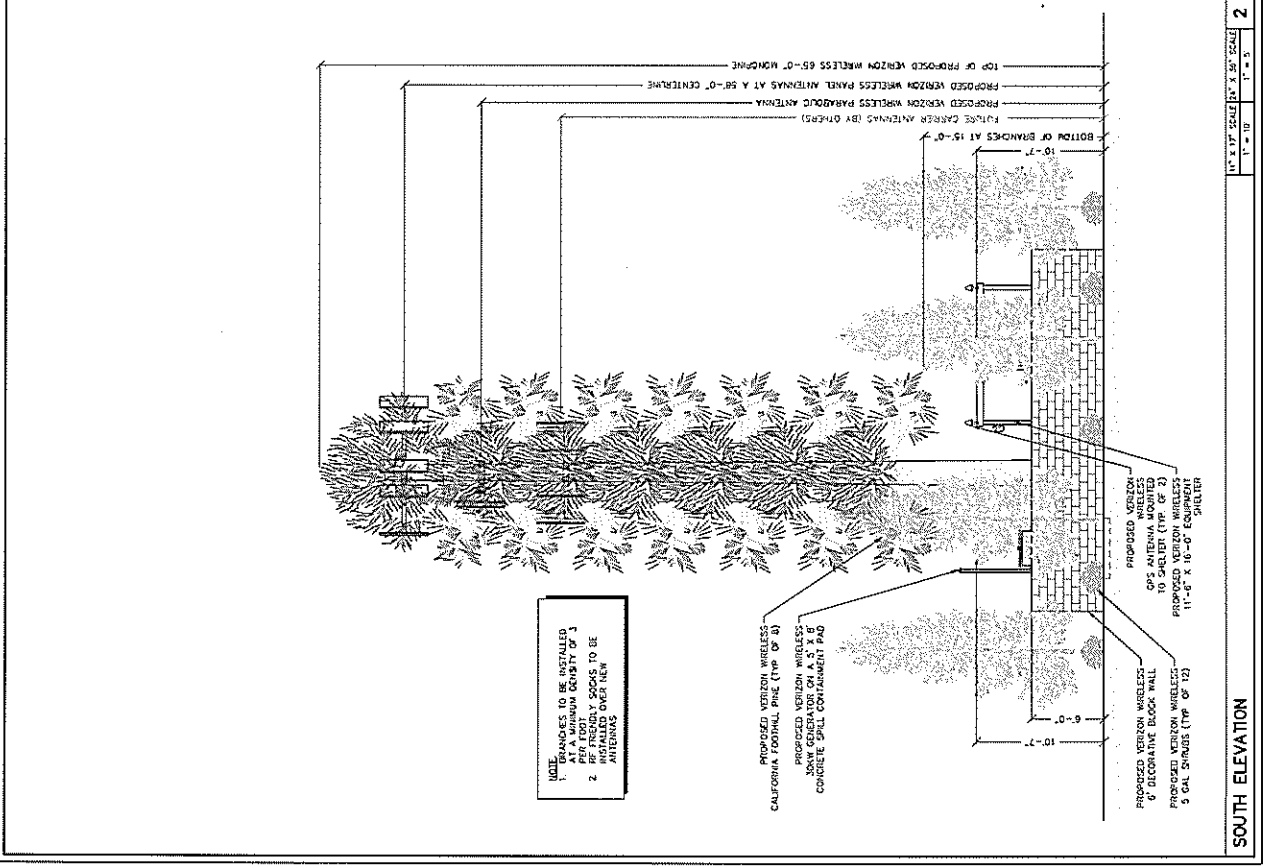 TOP OF PROPOSED VERIZON WIRELESS 65'-0" MONOPINE
PROPOSED VERIZON WIRELESS PANEL ANTENNAS AT A 58'-0" CENTERLINE
PROPOSED VERIZON WIRELESS PARABOLIC ANTENNA
FUTURE CARRIER ANTENNAS (BY OTHERS)
BOTTOM OF BRANCHES AT 15'-0"
10'-7"
NOTE
1. BRANCHES TO BE INSTALLED
AT A MINIMUM DENSITY OF 3
PER FOOT
2. RF FRIENDLY SOCKS TO BE
INSTALLED OVER NEW
ANTENNAS
PROPOSED VERIZON WIRELESS
CALIFORNIA FOOTHILL PINE (TYP OF 8)
PROPOSED VERIZON WIRELESS
30KW GENERATOR ON A 5' X 8'
CONCRETE SPILL CONTAINMENT PAD
10'-7"
6'-0"
PROPOSED VERIZON WIRELESS
6' DECORATIVE BLOCK WALL
PROPOSED VERIZON WIRELESS
5 GAL SHRUBS (TYP OF 12)
PROPOSED VERIZON
WIRELESS
GPS ANTENNA MOUNTED
TO SHELTER (TYP. OF 2)
PROPOSED VERIZON WIRELESS
11'-6" X 16'-0" EQUIPMENT
SHELTER
SOUTH ELEVATION
11" X 17" SCALE
1" = 10'
24" X 36" SCALE
1" = 5'
2